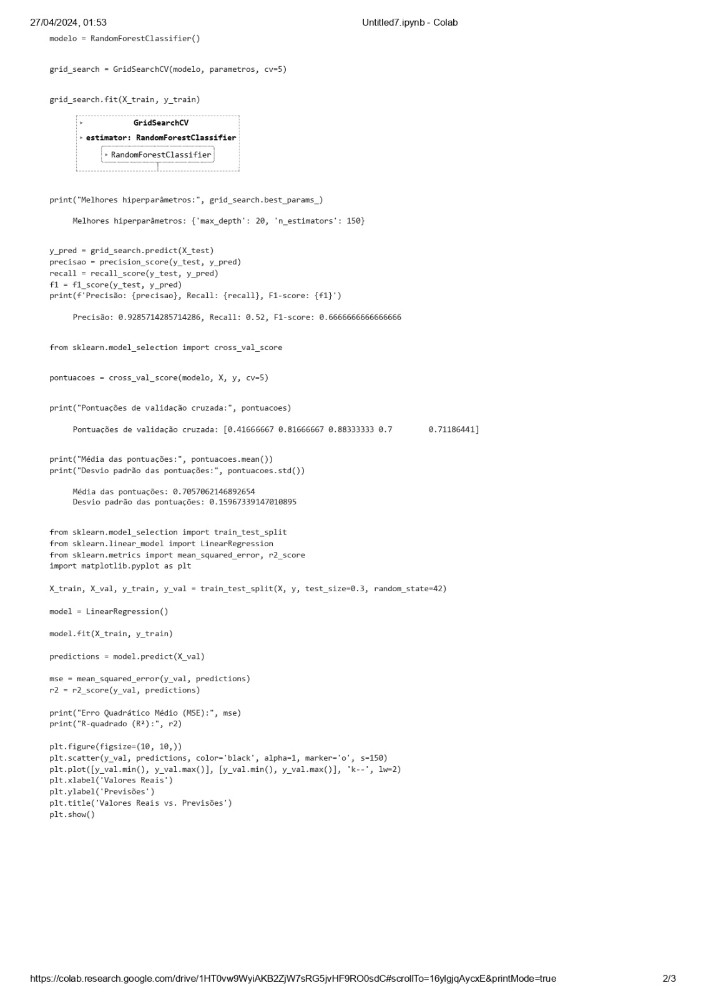 27/04/2024, 01:53 Untitled7.ipynb - Colab
modelo = RandomForestClassifier()
grid_search = GridSearchCV(modelo, parametros, cv=5)
grid_search.fit(X_train, y_train)
▸ GridSearchCV
▸ estimator: RandomForestClassifier
▸ RandomForestClassifier
print("Melhores hiperparâmetros:", grid_search.best_params_)
Melhores hiperparâmetros: {'max_depth': 20, 'n_estimators': 150}
y_pred = grid_search.predict(X_test)
precisao = precision_score(y_test, y_pred)
recall = recall_score(y_test, y_pred)
f1 = f1_score(y_test, y_pred)
print(f'Precisão: {precisao}, Recall: {recall}, F1-score: {f1}')
Precisão: 0.9285714285714286, Recall: 0.52, F1-score: 0.6666666666666666
from sklearn.model_selection import cross_val_score
pontuacoes = cross_val_score(modelo, X, y, cv=5)
print("Pontuações de validação cruzada:", pontuacoes)
Pontuações de validação cruzada: [0.41666667 0.81666667 0.88333333 0.7        0.71186441]
print("Média das pontuações:", pontuacoes.mean())
print("Desvio padrão das pontuações:", pontuacoes.std())
Média das pontuações: 0.7057062146892654
Desvio padrão das pontuações: 0.15967339147010895
from sklearn.model_selection import train_test_split
from sklearn.linear_model import LinearRegression
from sklearn.metrics import mean_squared_error, r2_score
import matplotlib.pyplot as plt
X_train, X_val, y_train, y_val = train_test_split(X, y, test_size=0.3, random_state=42)
model = LinearRegression()
model.fit(X_train, y_train)
predictions = model.predict(X_val)
mse = mean_squared_error(y_val, predictions)
r2 = r2_score(y_val, predictions)
print("Erro Quadrático Médio (MSE):", mse)
print("R-quadrado (R²):", r2)
plt.figure(figsize=(10, 10,))
plt.scatter(y_val, predictions, color='black', alpha=1, marker='o', s=150)
plt.plot([y_val.min(), y_val.max()], [y_val.min(), y_val.max()], 'k--', lw=2)
plt.xlabel('Valores Reais')
plt.ylabel('Previsões')
plt.title('Valores Reais vs. Previsões')
plt.show()
https://colab.research.google.com/drive/1HT0vw9WyiAKB2ZjW7sRG5jvHF9RO0sdC#scrollTo=16ylgjqAycxE&printMode=true 2/3